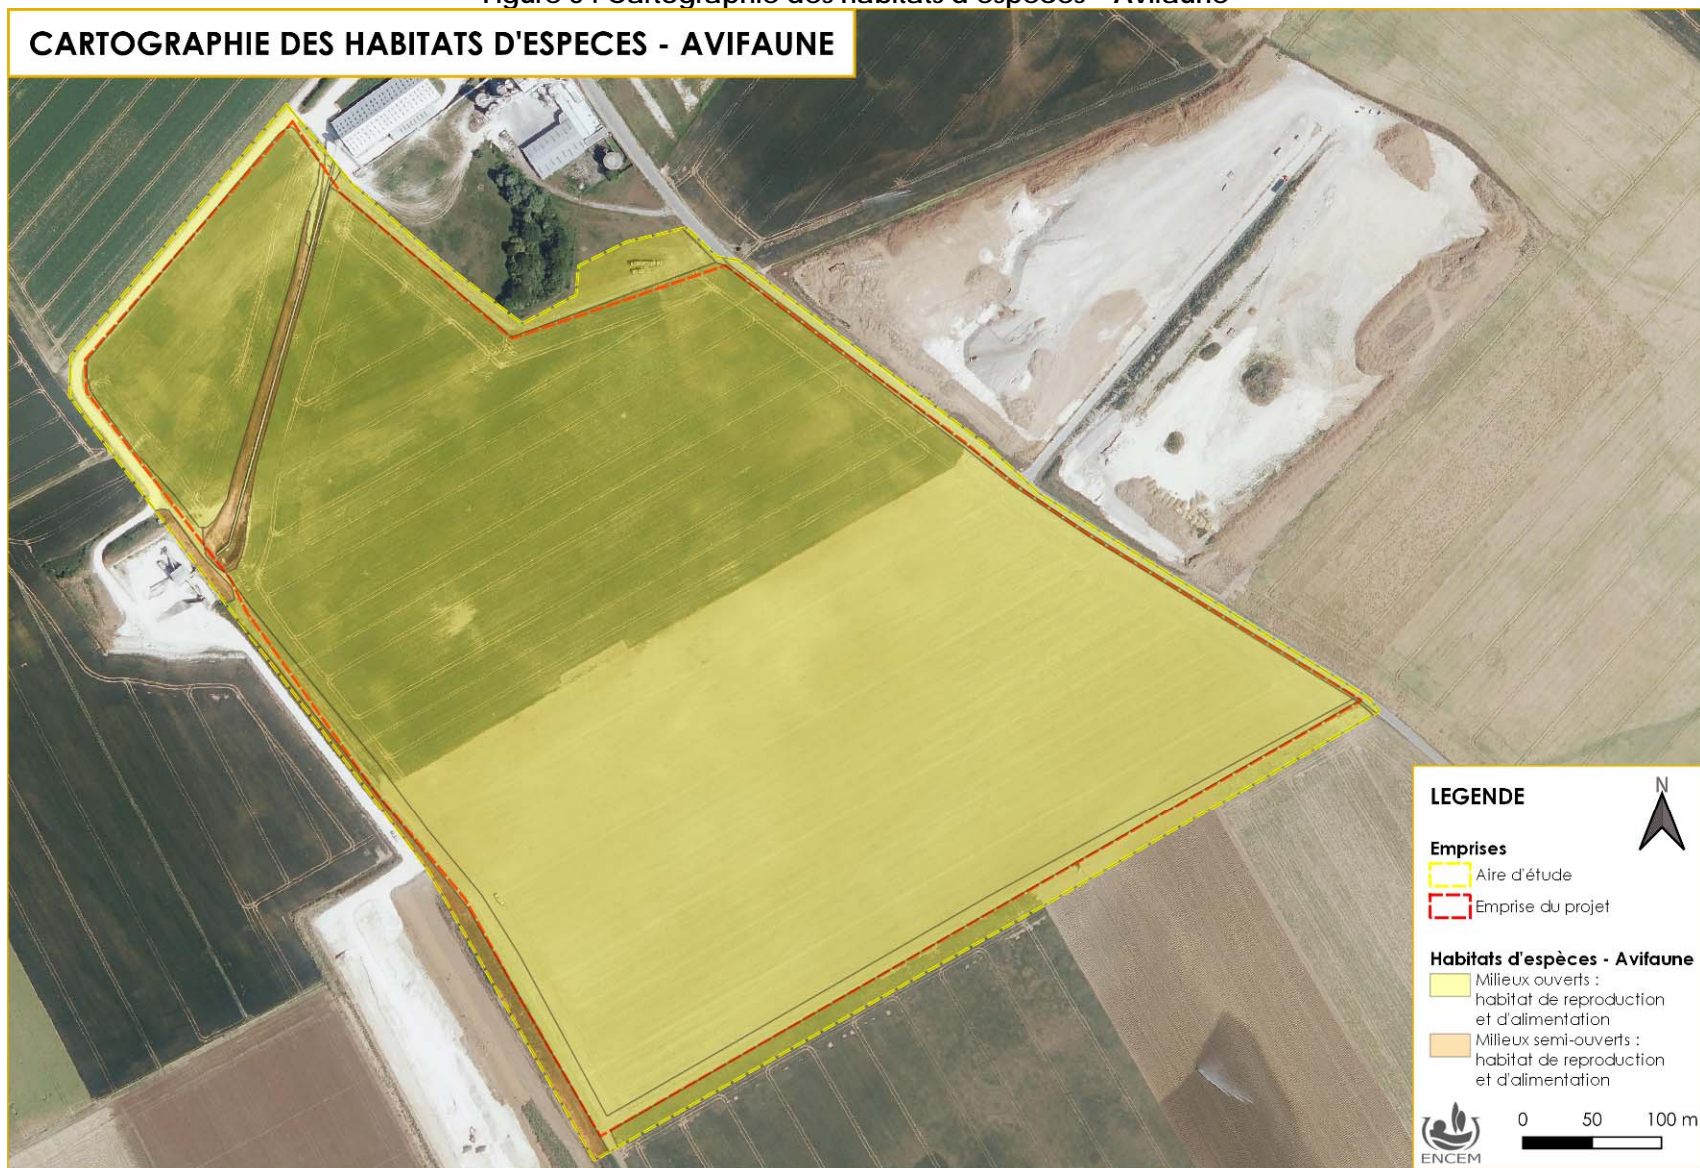 CARTOGRAPHIE DES HABITATS D'ESPECES - AVIFAUNE
LEGENDE
N
Emprises
Aire d'étude
Emprise du projet
Habitats d'espèces - Avifaune
Milieux ouverts :
habitat de reproduction
et d'alimentation
Milieux semi-ouverts :
habitat de reproduction
et d'alimentation
0 50 100 m
ENCEM